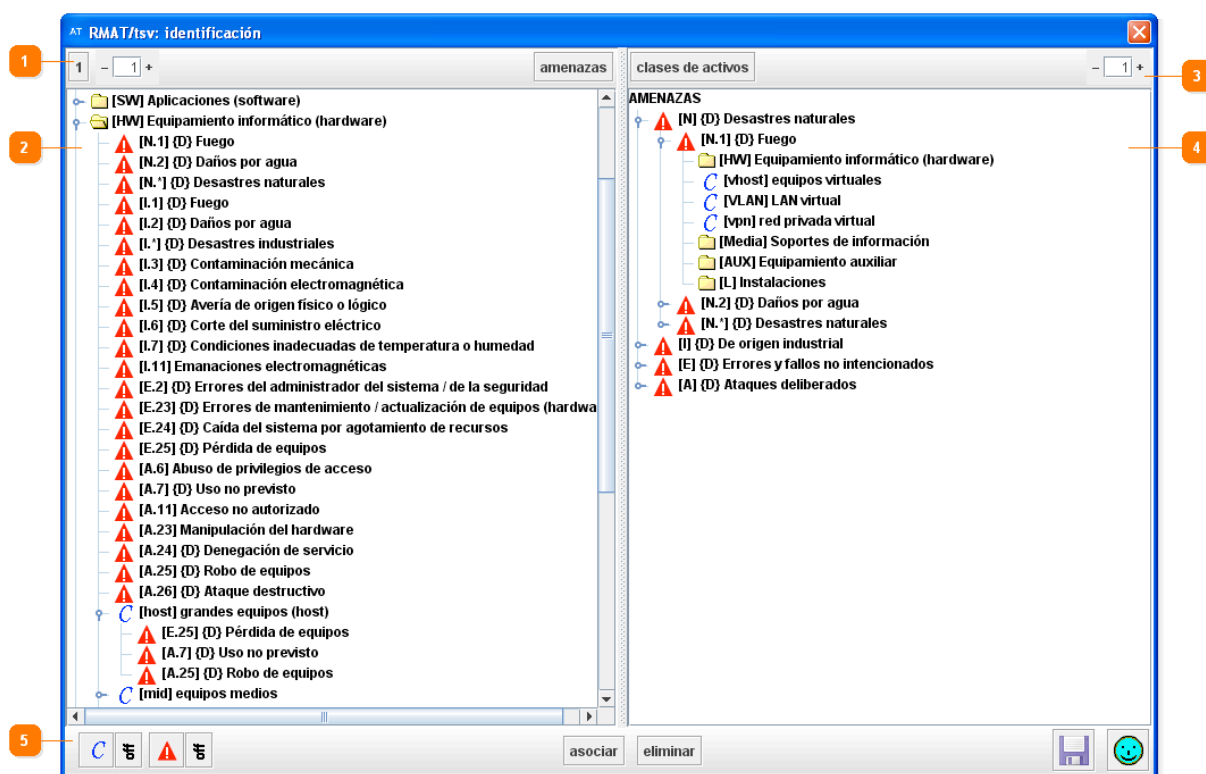 AT RMAT/tsv: identificación
1
1 - 1 + amenazas
clases de activos - 1 +
3
2
[SW] Aplicaciones (software)
[HW] Equipamiento informático (hardware)
[N.1] {D} Fuego
[N.2] {D} Daños por agua
[N.*] {D} Desastres naturales
[I.1] {D} Fuego
[I.2] {D} Daños por agua
[I.*] {D} Desastres industriales
[I.3] {D} Contaminación mecánica
[I.4] {D} Contaminación electromagnética
[I.5] {D} Avería de origen físico o lógico
[I.6] {D} Corte del suministro eléctrico
[I.7] {D} Condiciones inadecuadas de temperatura o humedad
[I.11] Emanaciones electromagnéticas
[E.2] {D} Errores del administrador del sistema / de la seguridad
[E.23] {D} Errores de mantenimiento / actualización de equipos (hardwa
[E.24] {D} Caída del sistema por agotamiento de recursos
[E.25] {D} Pérdida de equipos
[A.6] Abuso de privilegios de acceso
[A.7] {D} Uso no previsto
[A.11] Acceso no autorizado
[A.23] Manipulación del hardware
[A.24] {D} Denegación de servicio
[A.25] {D} Robo de equipos
[A.26] {D} Ataque destructivo
C [host] grandes equipos (host)
[E.25] {D} Pérdida de equipos
[A.7] {D} Uso no previsto
[A.25] {D} Robo de equipos
C [mid] equipos medios
AMENAZAS
[N] {D} Desastres naturales
[N.1] {D} Fuego
[HW] Equipamiento informático (hardware)
C [vhost] equipos virtuales
C [VLAN] LAN virtual
C [vpn] red privada virtual
[Media] Soportes de información
[AUX] Equipamiento auxiliar
[L] Instalaciones
[N.2] {D} Daños por agua
[N.*] {D} Desastres naturales
[I] {D} De origen industrial
[E] {D} Errores y fallos no intencionados
[A] {D} Ataques deliberados
4
5
C
asociar eliminar